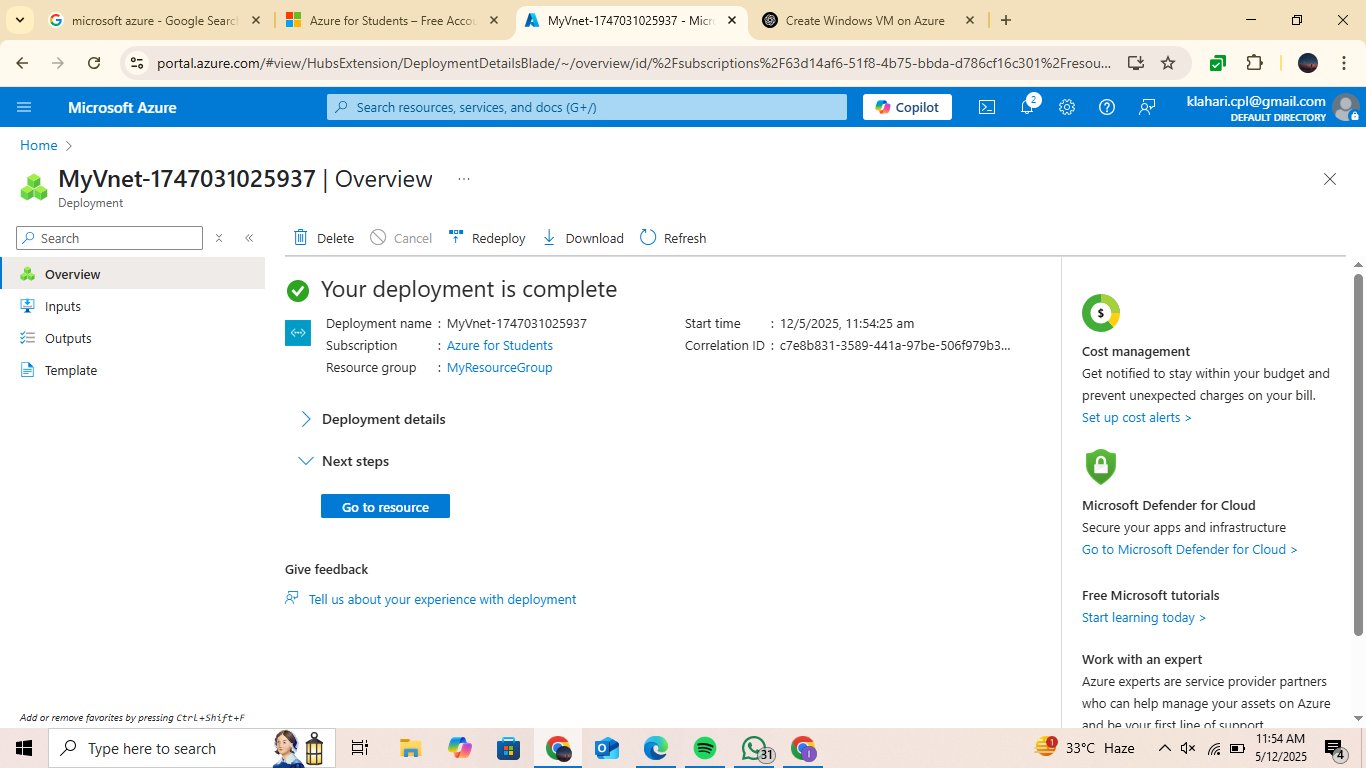 microsoft azure - Google Searc
Azure for Students – Free Accou
MyVnet-1747031025937 - Micr
Create Windows VM on Azure
portal.azure.com/#view/HubsExtension/DeploymentDetailsBlade/~/overview/id/%2Fsubscriptions%2F63d14af6-51f8-4b75-bbda-d786cf16c301%2Fresou...
Microsoft Azure
Search resources, services, and docs (G+/)
Copilot
2
klahari.cpl@gmail.com
DEFAULT DIRECTORY
Home
MyVnet-1747031025937 | Overview ...
Deployment
Search
Overview
Inputs
Outputs
Template
Delete
Cancel
Redeploy
Download
Refresh
Your deployment is complete
Deployment name : MyVnet-1747031025937
Subscription : Azure for Students
Resource group : MyResourceGroup
Start time : 12/5/2025, 11:54:25 am
Correlation ID : c7e8b831-3589-441a-97be-506f979b3...
Deployment details
Next steps
Go to resource
Give feedback
Tell us about your experience with deployment
$
Cost management
Get notified to stay within your budget and
prevent unexpected charges on your bill.
Set up cost alerts >
Microsoft Defender for Cloud
Secure your apps and infrastructure
Go to Microsoft Defender for Cloud >
Free Microsoft tutorials
Start learning today >
Work with an expert
Azure experts are service provider partners
who can help manage your assets on Azure
and be your first line of support.
Add or remove favorites by pressing Ctrl+Shift+F
Type here to search
31
1
33°C Haze
11:54 AM
5/12/2025
4